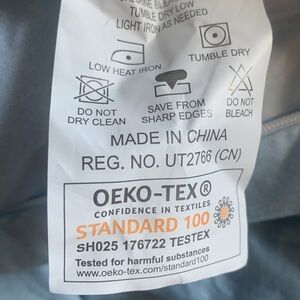 TUMBLE DRY LOW
LIGHT IRON AS NEEDED
LOW HEAT IRON
TUMBLE DRY
DO NOT
DRY CLEAN
SAVE FROM
SHARP EDGES
DO NOT
BLEACH
MADE IN CHINA
REG. NO. UT2766 (CN)
OEKO-TEX®
CONFIDENCE IN TEXTILES
STANDARD 100
SH025 176722 TESTEX
Tested for harmful substances
www.oeko-tex.com/standard100